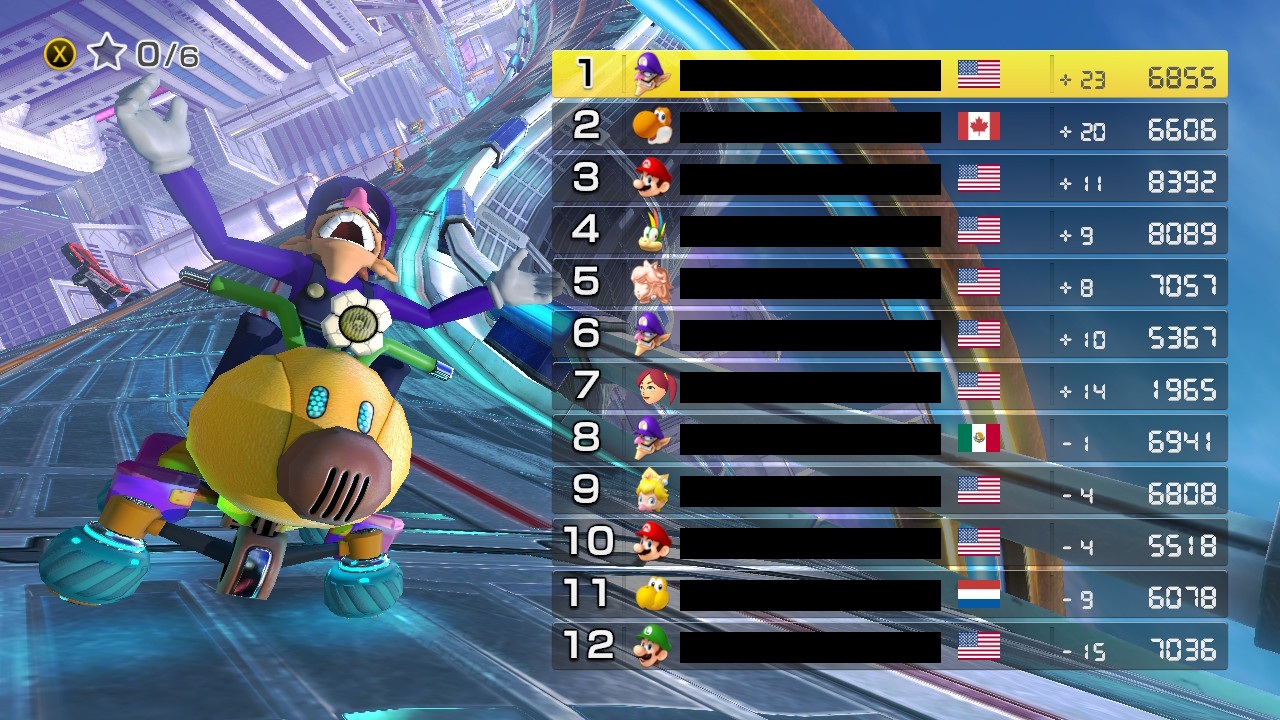 X 0/6
1 + 23 6855
2 + 20 6606
3 + 11 8392
4 + 9 8089
5 + 8 7057
6 + 10 5367
7 + 14 1965
8 - 1 6941
9 - 4 6808
10 - 4 5518
11 - 9 6078
12 - 15 7036